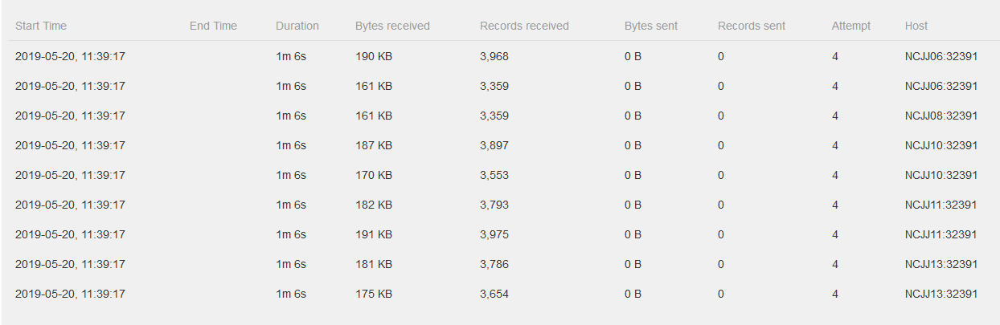 Start Time End Time Duration Bytes received Records received Bytes sent Records sent Attempt Host
2019-05-20, 11:39:17 1m 6s 190 KB 3,968 0 B 0 4 NCJJ06:32391
2019-05-20, 11:39:17 1m 6s 161 KB 3,359 0 B 0 4 NCJJ06:32391
2019-05-20, 11:39:17 1m 6s 161 KB 3,359 0 B 0 4 NCJJ08:32391
2019-05-20, 11:39:17 1m 6s 187 KB 3,897 0 B 0 4 NCJJ10:32391
2019-05-20, 11:39:17 1m 6s 170 KB 3,553 0 B 0 4 NCJJ10:32391
2019-05-20, 11:39:17 1m 6s 182 KB 3,793 0 B 0 4 NCJJ11:32391
2019-05-20, 11:39:17 1m 6s 191 KB 3,975 0 B 0 4 NCJJ11:32391
2019-05-20, 11:39:17 1m 6s 181 KB 3,786 0 B 0 4 NCJJ13:32391
2019-05-20, 11:39:17 1m 6s 175 KB 3,654 0 B 0 4 NCJJ13:32391